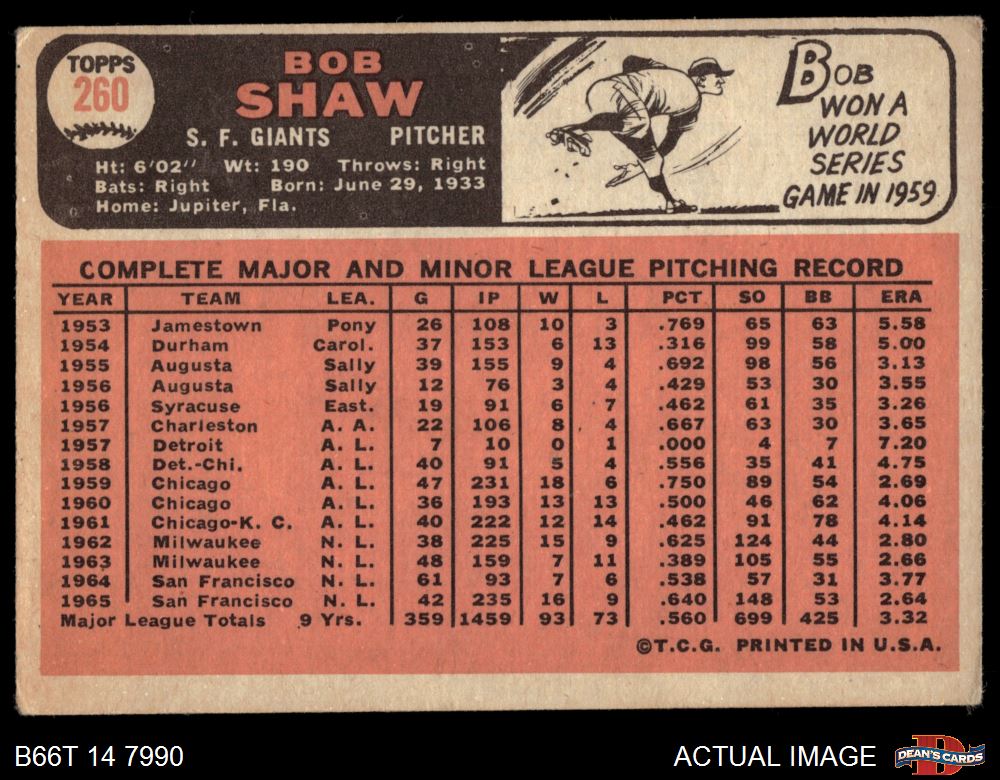 TOPPS
260
BOB
SHAW
S. F. GIANTS PITCHER
Ht: 6'02'' Wt: 190 Throws: Right
Bats: Right Born: June 29, 1933
Home: Jupiter, Fla.
BOB
WON A
WORLD
SERIES
GAME IN 1959
COMPLETE MAJOR AND MINOR LEAGUE PITCHING RECORD
YEAR TEAM LEA. G IP W L PCT SO BB ERA
1953 Jamestown Pony 26 108 10 3 .769 65 63 5.58
1954 Durham Carol. 37 153 6 13 .316 99 58 5.00
1955 Augusta Sally 39 155 9 4 .692 98 56 3.13
1956 Augusta Sally 12 76 3 4 .429 53 30 3.55
1956 Syracuse East. 19 91 6 7 .462 61 35 3.26
1957 Charleston A. A. 22 106 8 4 .667 63 30 3.65
1957 Detroit A. L. 7 10 0 1 .000 4 7 7.20
1958 Det.-Chi. A. L. 40 91 5 4 .556 35 41 4.75
1959 Chicago A. L. 47 231 18 6 .750 89 54 2.69
1960 Chicago A. L. 36 193 13 13 .500 46 62 4.06
1961 Chicago-K. C. A. L. 40 222 12 14 .462 91 78 4.14
1962 Milwaukee N. L. 38 225 15 9 .625 124 44 2.80
1963 Milwaukee N. L. 48 159 7 11 .389 105 55 2.66
1964 San Francisco N. L. 61 93 7 6 .538 57 31 3.77
1965 San Francisco N. L. 42 235 16 9 .640 148 53 2.64
Major League Totals 9 Yrs. 359 1459 93 73 .560 699 425 3.32
©T.C.G. PRINTED IN U.S.A.
B66T 14 7990 ACTUAL IMAGE DEAN'S CARDS